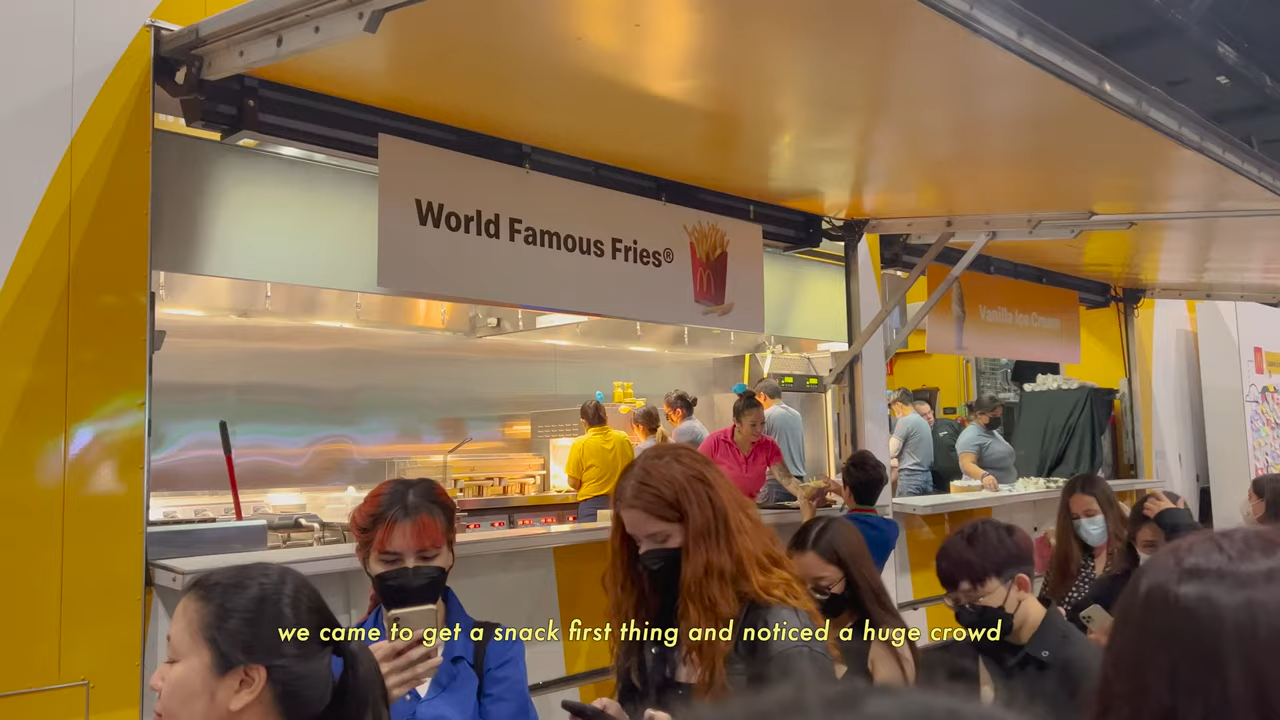 World Famous Fries®
Vanilla Ice Cream
we came to get a snack first thing and noticed a huge crowd